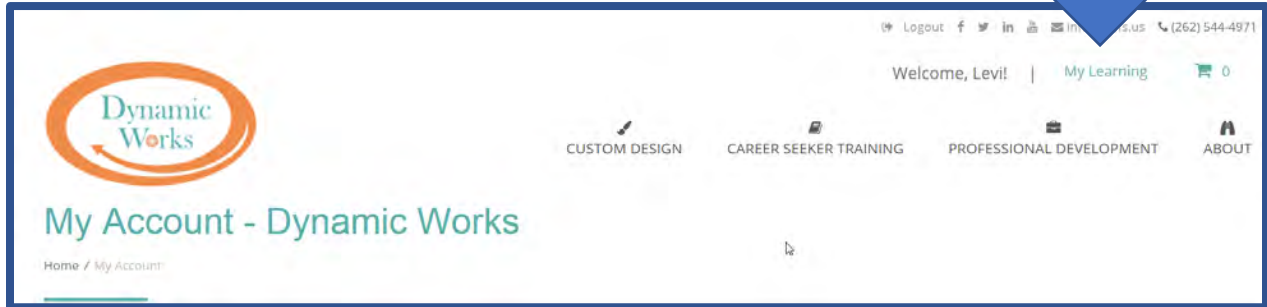 Logout (262) 544-4971
Welcome, Levi! | My Learning 0
Dynamic
Works
CUSTOM DESIGN CAREER SEEKER TRAINING PROFESSIONAL DEVELOPMENT ABOUT
My Account - Dynamic Works
Home / My Account